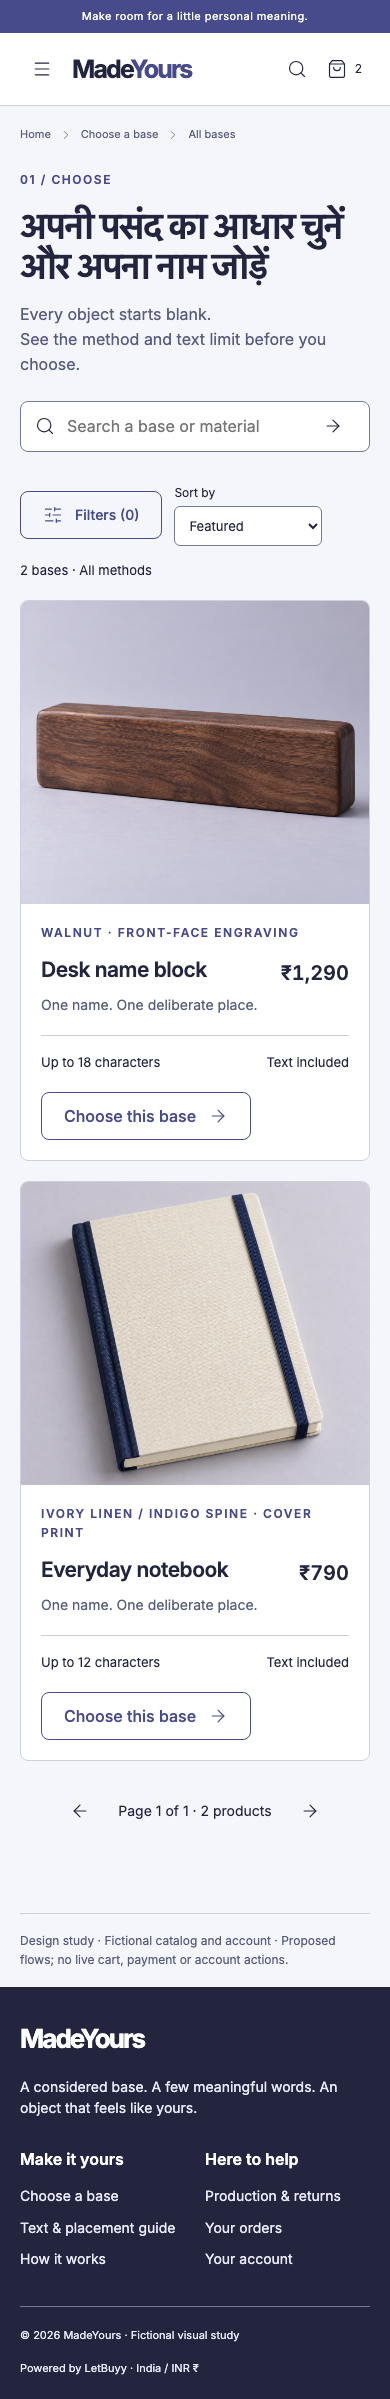 Make room for a little personal meaning.
MadeYours
2
Home > Choose a base > All bases
01 / CHOOSE
अपनी पसंद का आधार चुनें
और अपना नाम जोड़ें
Every object starts blank.
See the method and text limit before you
choose.
Search a base or material
Sort by
Filters (0)
Featured
2 bases · All methods
WALNUT · FRONT-FACE ENGRAVING
Desk name block ₹1,290
One name. One deliberate place.
Up to 18 characters Text included
Choose this base
IVORY LINEN / INDIGO SPINE · COVER
PRINT
Everyday notebook ₹790
One name. One deliberate place.
Up to 12 characters Text included
Choose this base
Page 1 of 1 · 2 products
Design study · Fictional catalog and account · Proposed
flows; no live cart, payment or account actions.
MadeYours
A considered base. A few meaningful words. An
object that feels like yours.
Make it yours
Choose a base
Text & placement guide
How it works
Here to help
Production & returns
Your orders
Your account
© 2026 MadeYours · Fictional visual study
Powered by LetBuyy · India / INR ₹